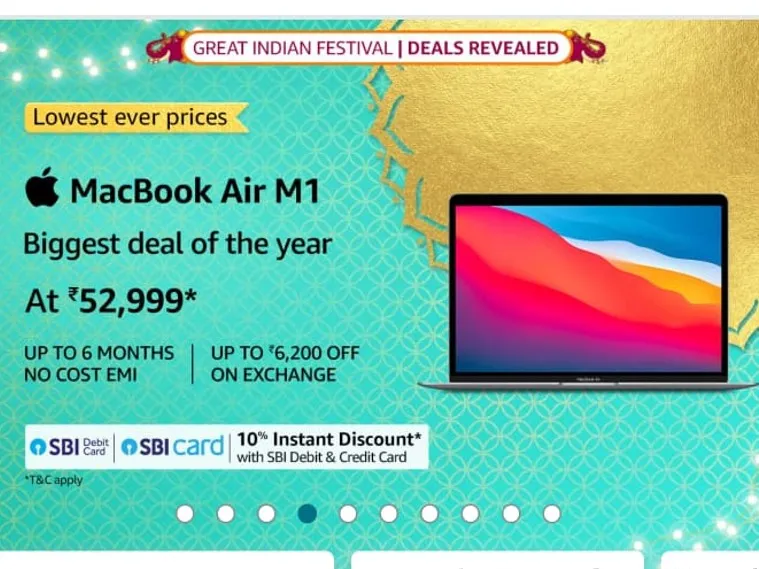 GREAT INDIAN FESTIVAL | DEALS REVEALED
Lowest ever prices
MacBook Air M1
Biggest deal of the year
At ₹52,999*
UP TO 6 MONTHS
NO COST EMI
UP TO ₹6,200 OFF
ON EXCHANGE
SBI Debit Card | SBI card
10% Instant Discount*
with SBI Debit & Credit Card
*T&C apply